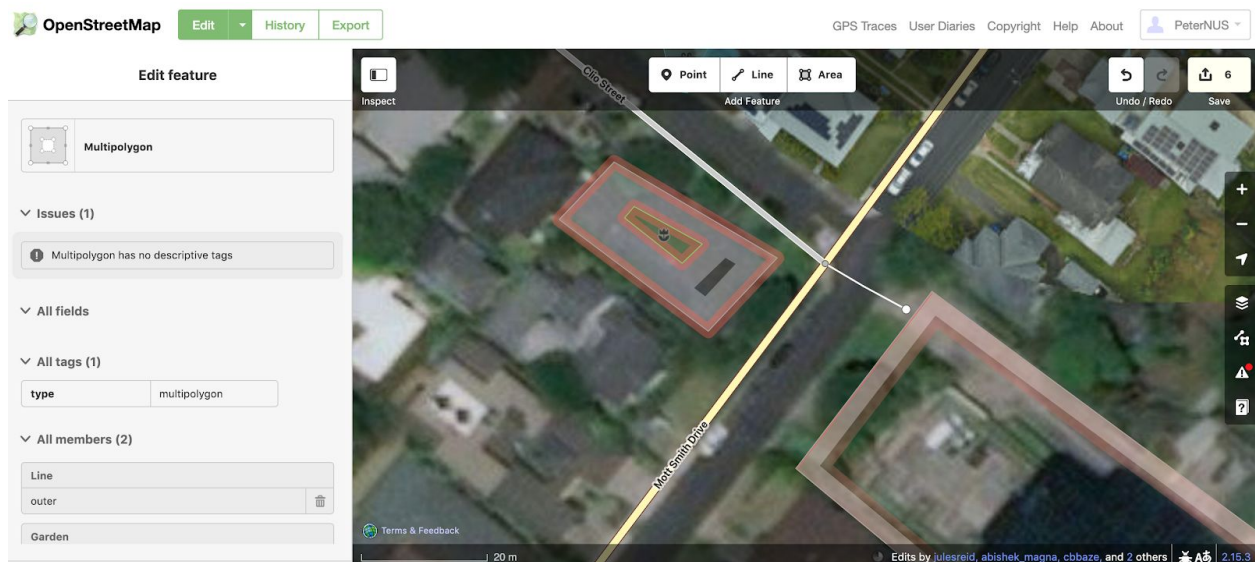 OpenStreetMap Edit History Export GPS Traces User Diaries Copyright Help About PeterNUS
Edit feature
Inspect
Point Line Area
Add Feature
6
Undo / Redo Save
Multipolygon
Issues (1)
Multipolygon has no descriptive tags
All fields
All tags (1)
type multipolygon
All members (2)
Line
outer
Garden
Clio Street
Mott Smith Drive
Terms & Feedback
20 m
Edits by julesreid, abishek_magna, cbbaze, and 2 others
2.15.3